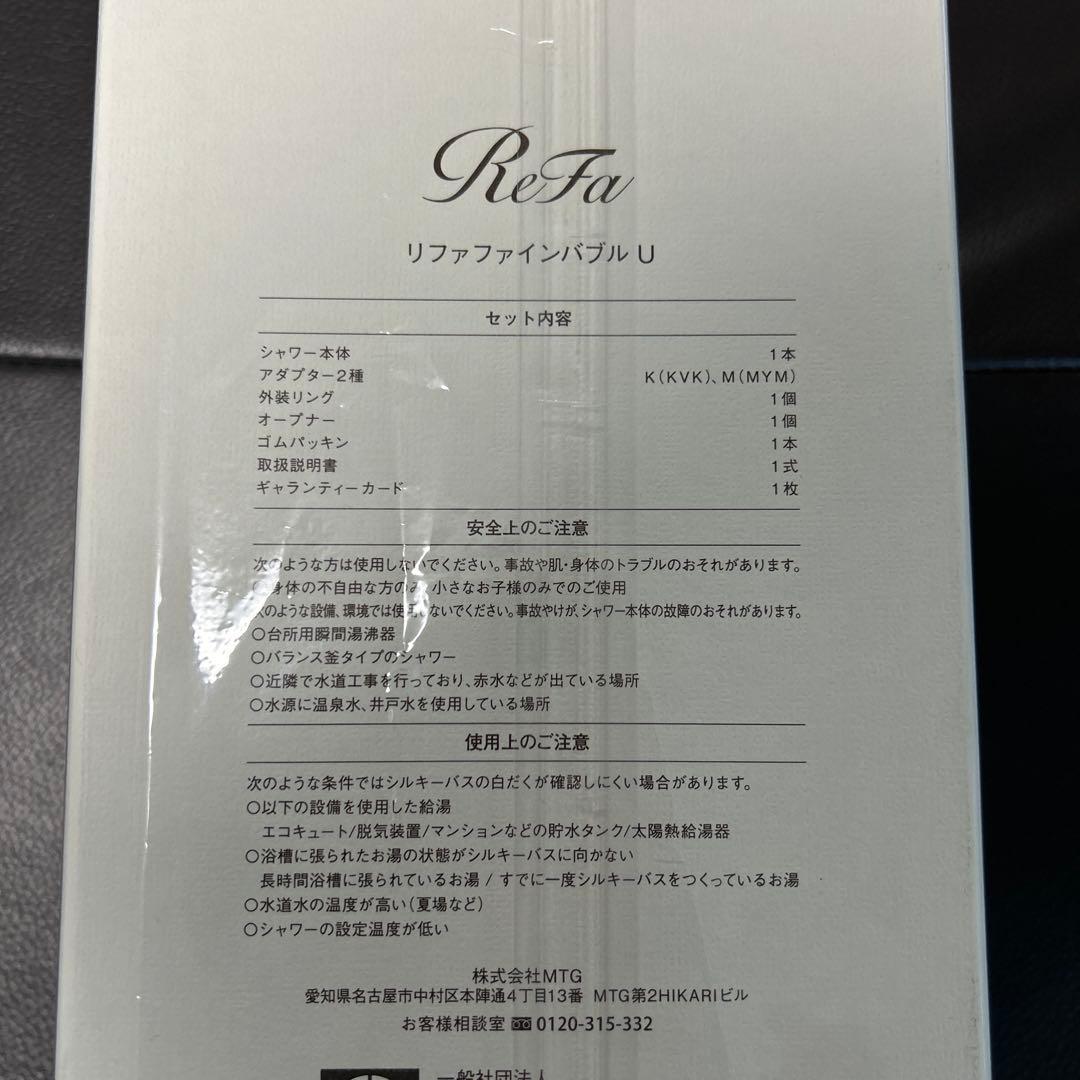 ReFa
リファファインバブル U
セット内容
シャワー本体 1本
アダプター2種 K(KVK)、M(MYM)
外装リング 1個
オープナー 1個
ゴムパッキン 1本
取扱説明書 1式
ギャランティーカード 1枚
安全上のご注意
次のような方は使用しないでください。事故や肌・身体のトラブルのおそれがあります。
○身体の不自由な方のみ、小さなお子様のみでのご使用
次のような設備、環境では使用しないでください。事故やけが、シャワー本体の故障のおそれがあります。
○台所用瞬間湯沸器
○バランス釜タイプのシャワー
○近隣で水道工事を行っており、赤水などが出ている場所
○水源に温泉水、井戸水を使用している場所
使用上のご注意
次のような条件ではシルキーバスの白だくが確認しにくい場合があります。
○以下の設備を使用した給湯
エコキュート/脱気装置/マンションなどの貯水タンク/太陽熱給湯器
○浴槽に張られたお湯の状態がシルキーバスに向かない
長時間浴槽に張られているお湯 / すでに一度シルキーバスをつくっているお湯
○水道水の温度が高い(夏場など)
○シャワーの設定温度が低い
株式会社MTG
愛知県名古屋市中村区本陣通4丁目13番 MTG第2HIKARIビル
お客様相談室 0120-315-332
一般社団法人